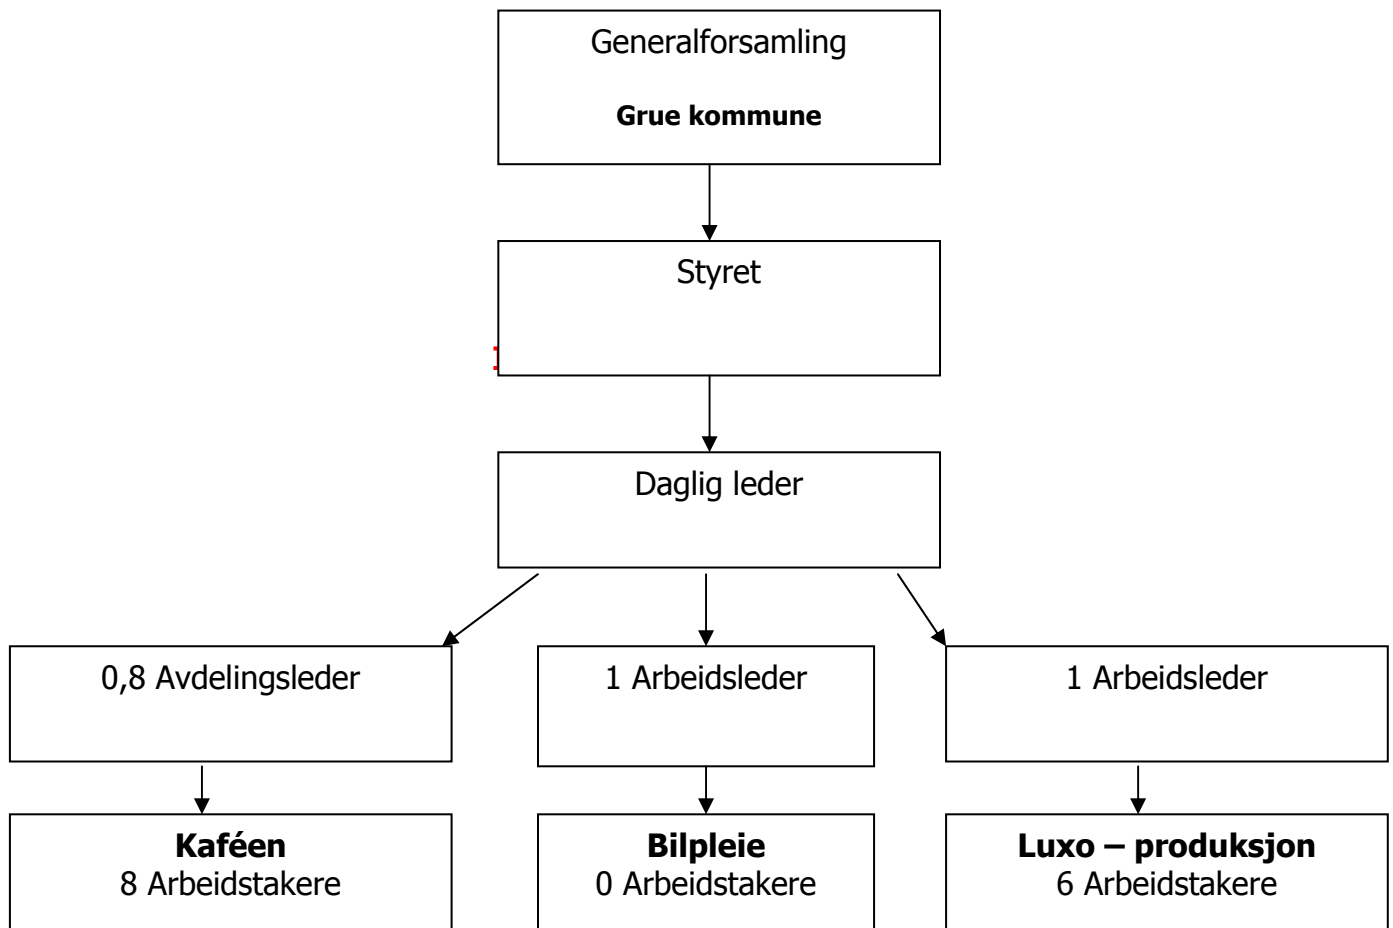 Generalforsamling
Grue kommune
Styret
Daglig leder
0,8 Avdelingsleder
1 Arbeidsleder
1 Arbeidsleder
Kaféen
8 Arbeidstakere
Bilpleie
0 Arbeidstakere
Luxo – produksjon
6 Arbeidstakere